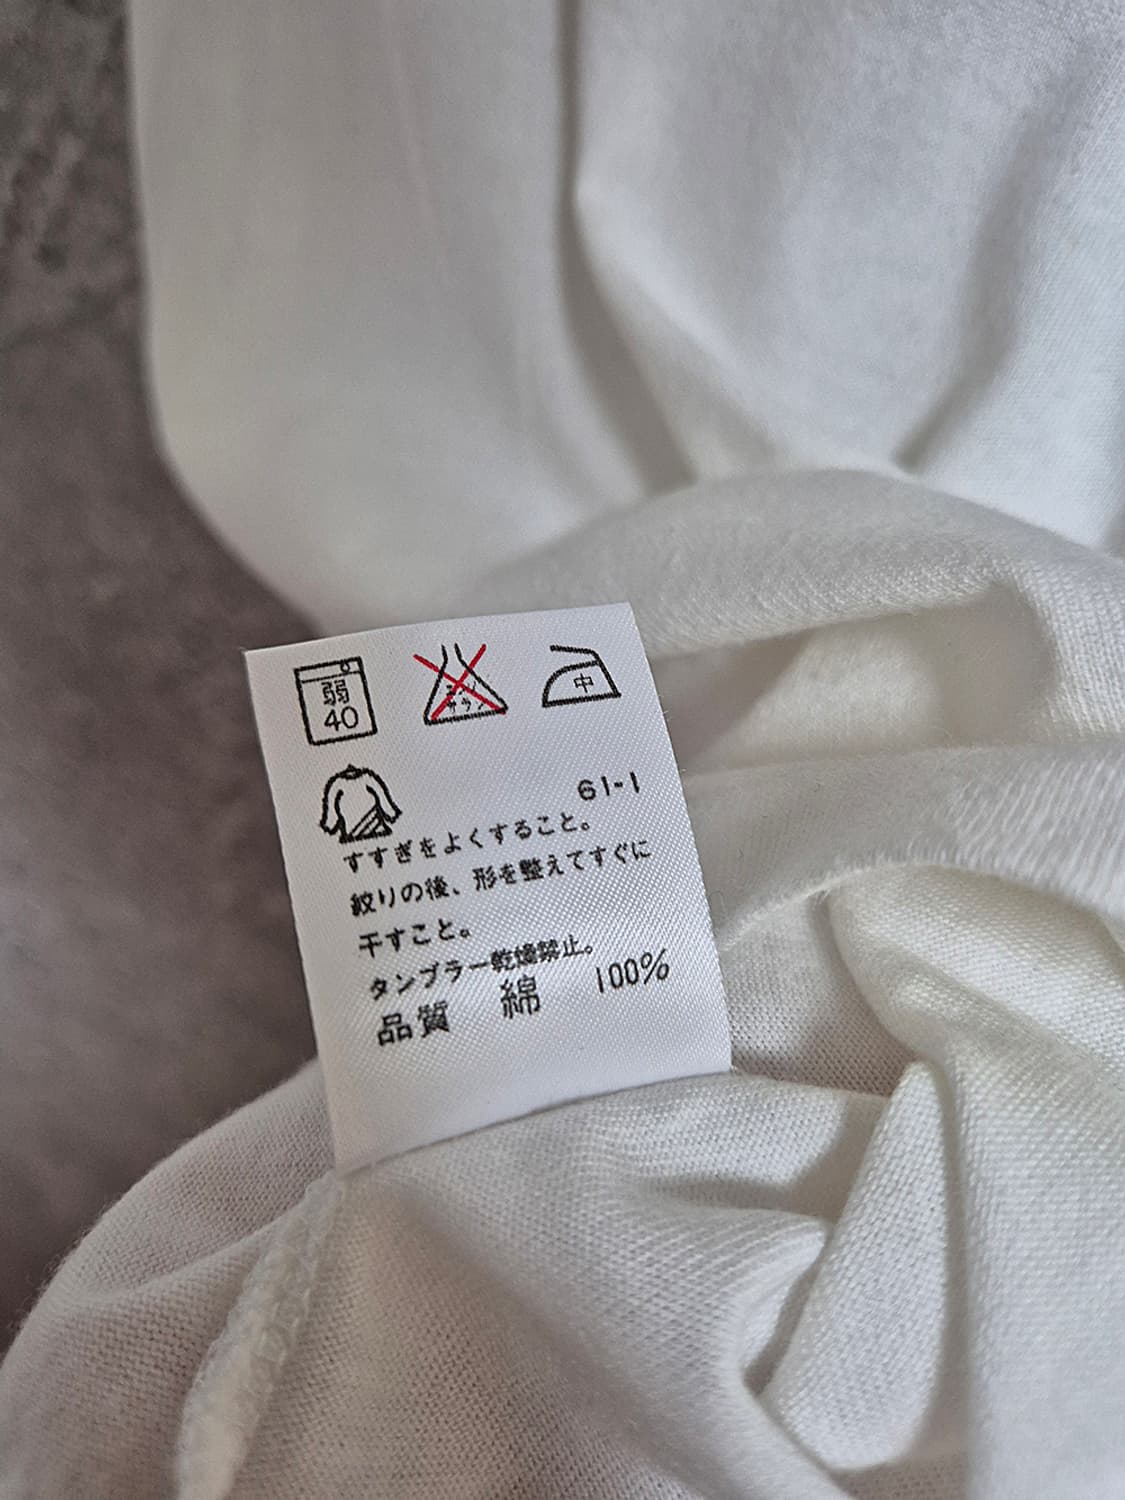 弱
40
エンソ
サラシ
中
61-1
すすぎをよくすること。
絞りの後、形を整えてすぐに
干すこと。
タンブラー乾燥禁止。
品質 綿 100%